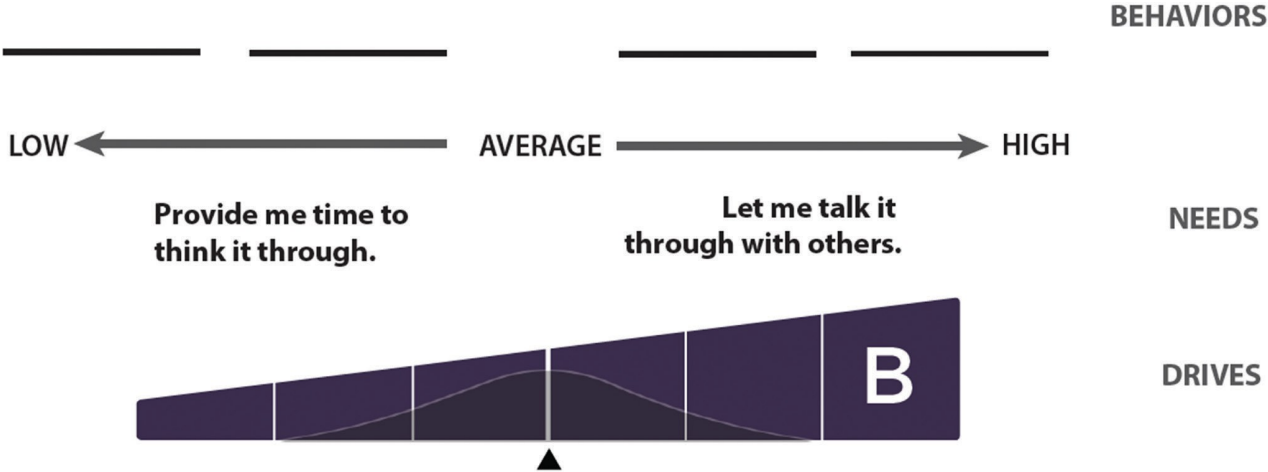 BEHAVIORS
LOW
AVERAGE
HIGH
Provide me time to
think it through.
Let me talk it
through with others.
NEEDS
B
DRIVES